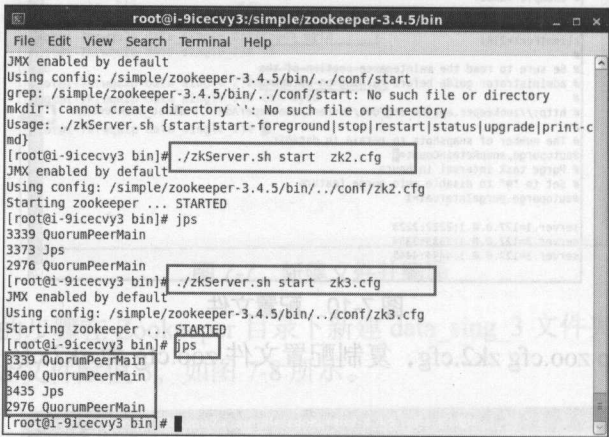 root@i-9icecvy3:/simple/zookeeper-3.4.5/bin
File Edit View Search Terminal Help
JMX enabled by default
Using config: /simple/zookeeper-3.4.5/bin/../conf/start
grep: /simple/zookeeper-3.4.5/bin/../conf/start: No such file or directory
mkdir: cannot create directory `': No such file or directory
Usage: ./zkServer.sh {start|start-foreground|stop|restart|status|upgrade|print-c
md}
[root@i-9icecvy3 bin]# ./zkServer.sh start zk2.cfg
JMX enabled by default
Using config: /simple/zookeeper-3.4.5/bin/../conf/zk2.cfg
Starting zookeeper ... STARTED
[root@i-9icecvy3 bin]# jps
3339 QuorumPeerMain
3373 Jps
2976 QuorumPeerMain
[root@i-9icecvy3 bin]# ./zkServer.sh start zk3.cfg
JMX enabled by default
Using config: /simple/zookeeper-3.4.5/bin/../conf/zk3.cfg
Starting zookeeper ... STARTED
[root@i-9icecvy3 bin]# jps
3339 QuorumPeerMain
3400 QuorumPeerMain
3435 Jps
2976 QuorumPeerMain
[root@i-9icecvy3 bin]#